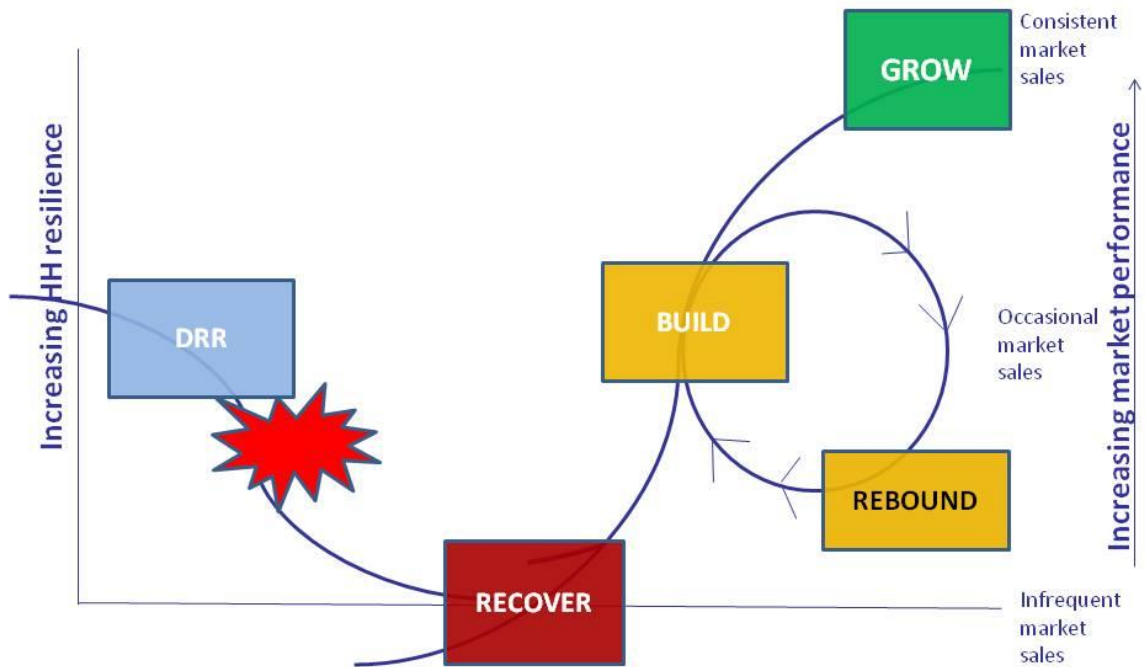 Consistent
market
sales
GROW
Increasing HH resilience
Increasing market performance
DRR
BUILD
Occasional
market
sales
REBOUND
RECOVER
Infrequent
market
sales